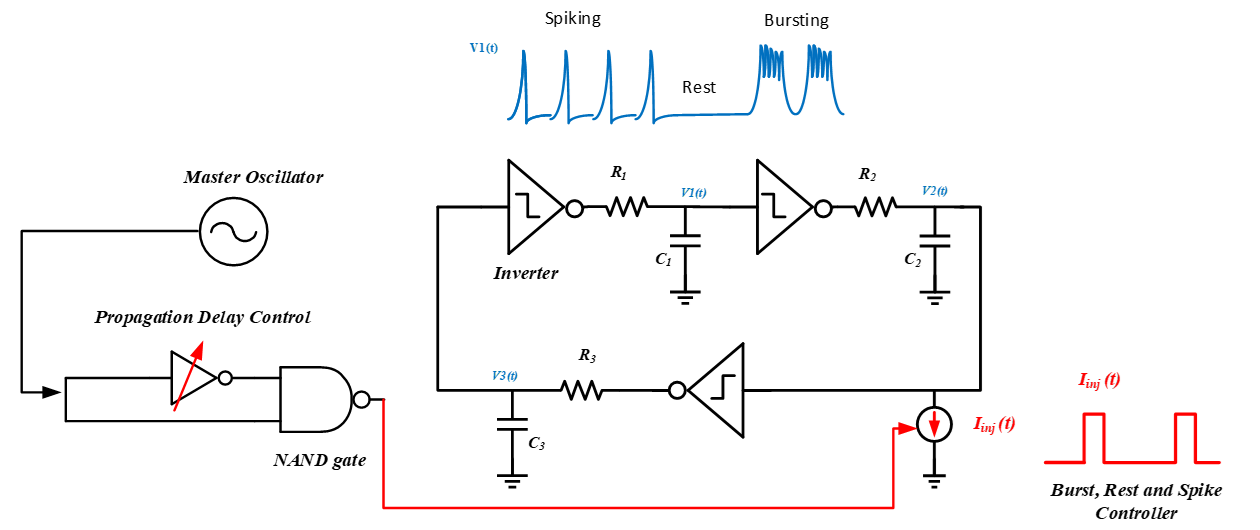 Spiking
Bursting
V1(t)
Rest
Master Oscillator
R1
V1(t)
R2
V2(t)
C1
C2
Inverter
Propagation Delay Control
R3
V3(t)
Iinj (t)
Iinj (t)
C3
NAND gate
Burst, Rest and Spike
Controller